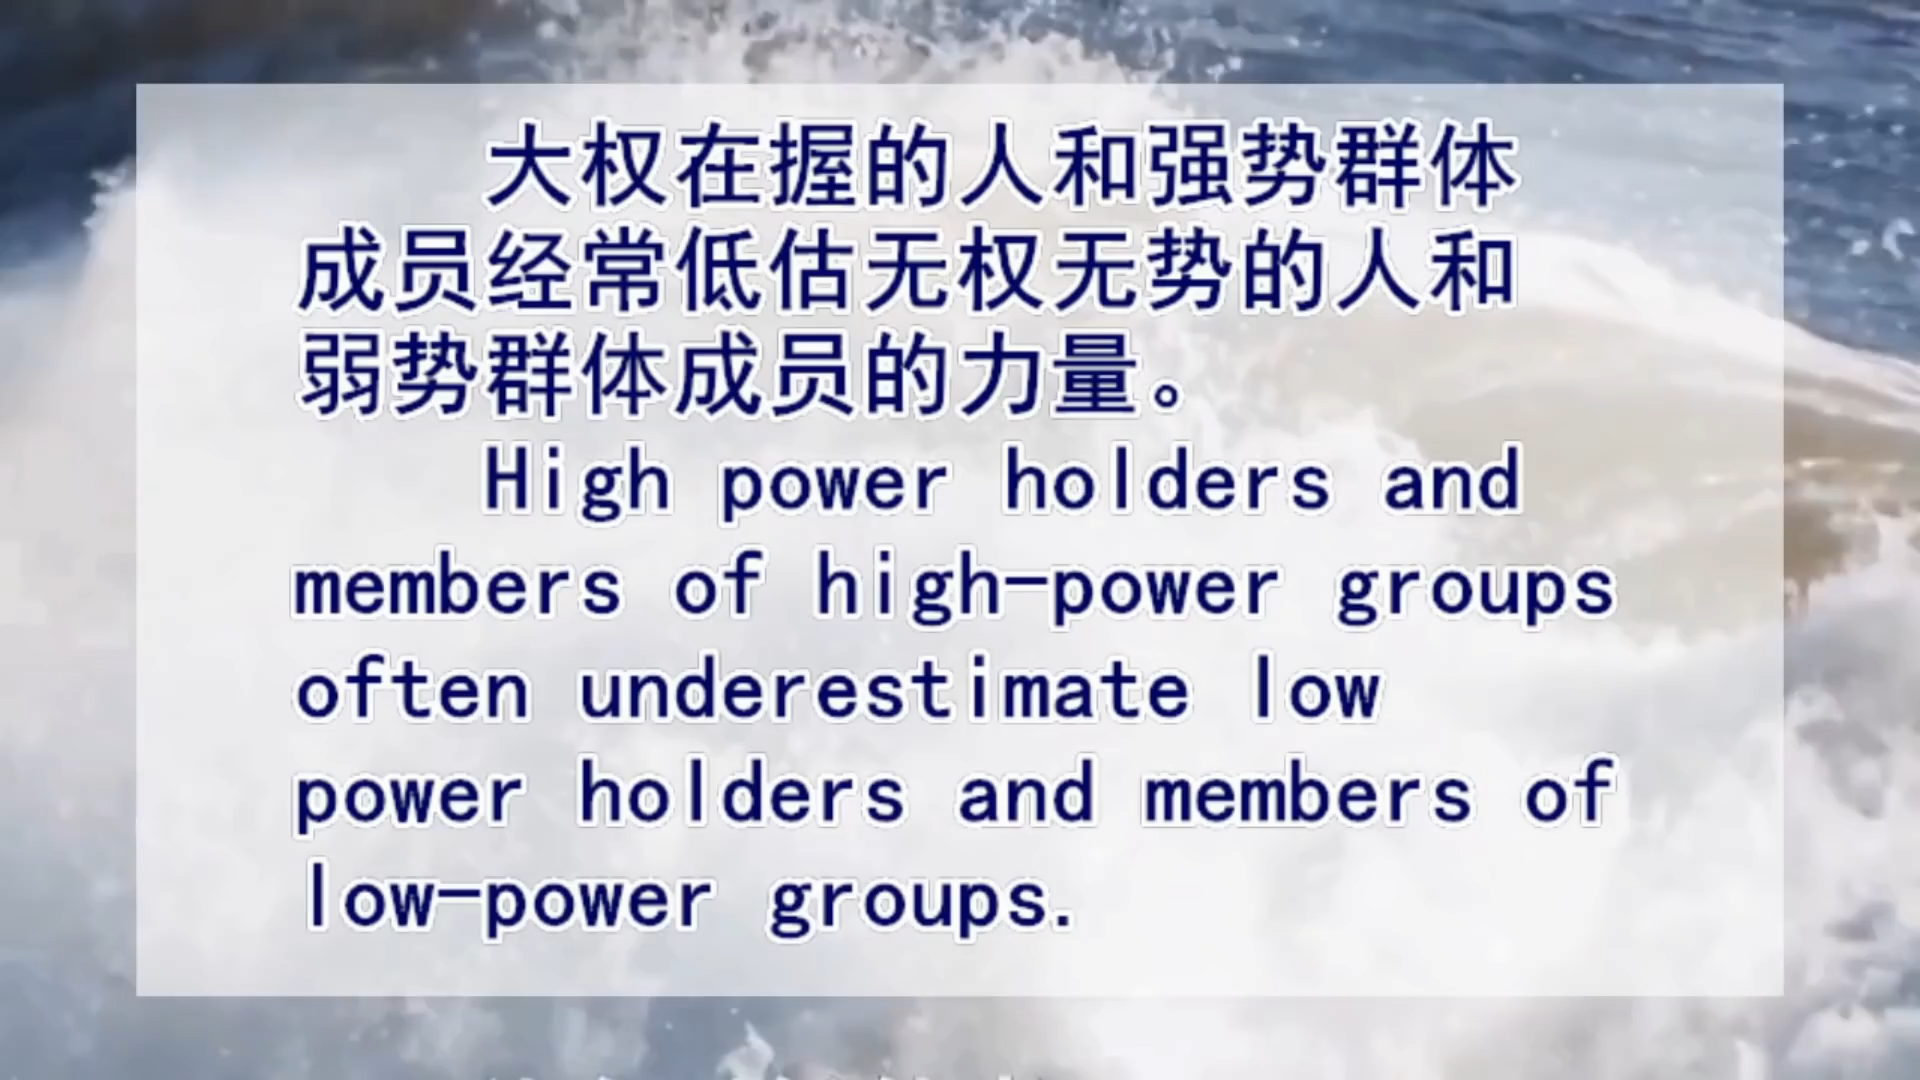 大权在握的人和强势群体
成员经常低估无权无势的人和
弱势群体成员的力量。
High power holders and
members of high-power groups
often underestimate low
power holders and members of
low-power groups.